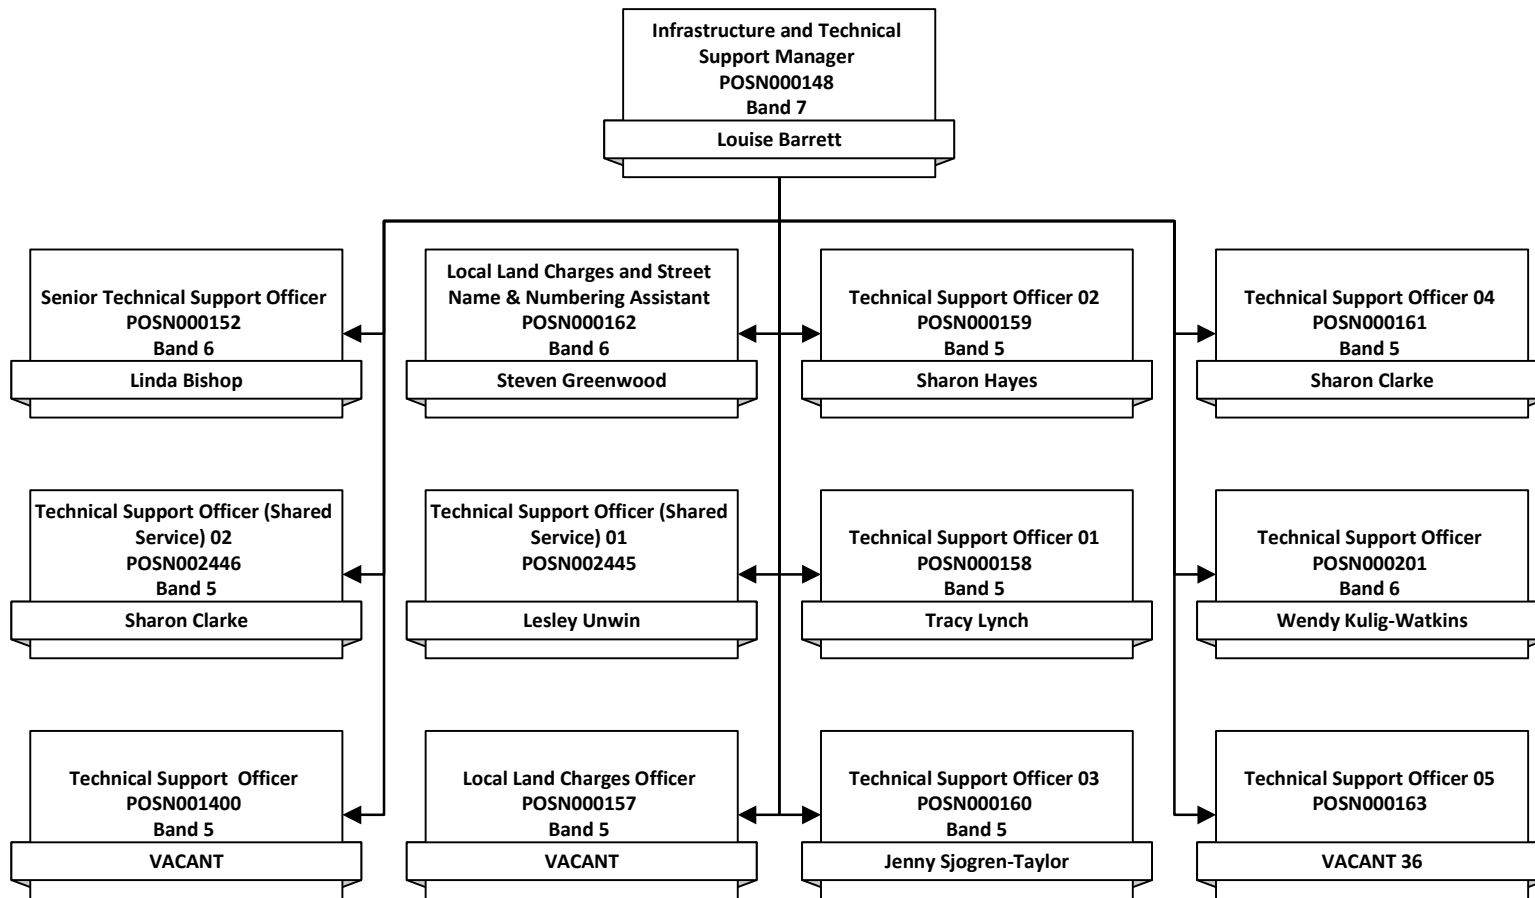 Infrastructure and Technical
Support Manager
POSN000148
Band 7
Louise Barrett
Senior Technical Support Officer
POSN000152
Band 6
Linda Bishop
Local Land Charges and Street
Name & Numbering Assistant
POSN000162
Band 6
Steven Greenwood
Technical Support Officer 02
POSN000159
Band 5
Sharon Hayes
Technical Support Officer 04
POSN000161
Band 5
Sharon Clarke
Technical Support Officer (Shared
Service) 02
POSN002446
Band 5
Sharon Clarke
Technical Support Officer (Shared
Service) 01
POSN002445
Lesley Unwin
Technical Support Officer 01
POSN000158
Band 5
Tracy Lynch
Technical Support Officer
POSN000201
Band 6
Wendy Kulig-Watkins
Technical Support  Officer
POSN001400
Band 5
VACANT
Local Land Charges Officer
POSN000157
Band 5
VACANT
Technical Support Officer 03
POSN000160
Band 5
Jenny Sjogren-Taylor
Technical Support Officer 05
POSN000163
VACANT 36